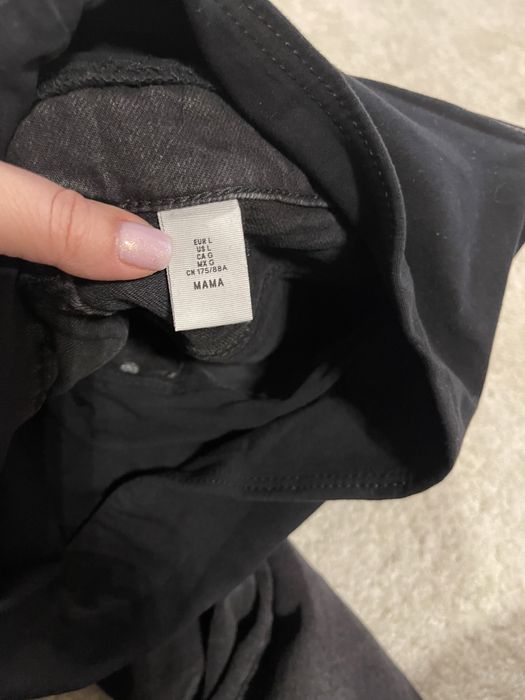 EUR L
US L
CA G
MX G
CN 175/88A
MAMA